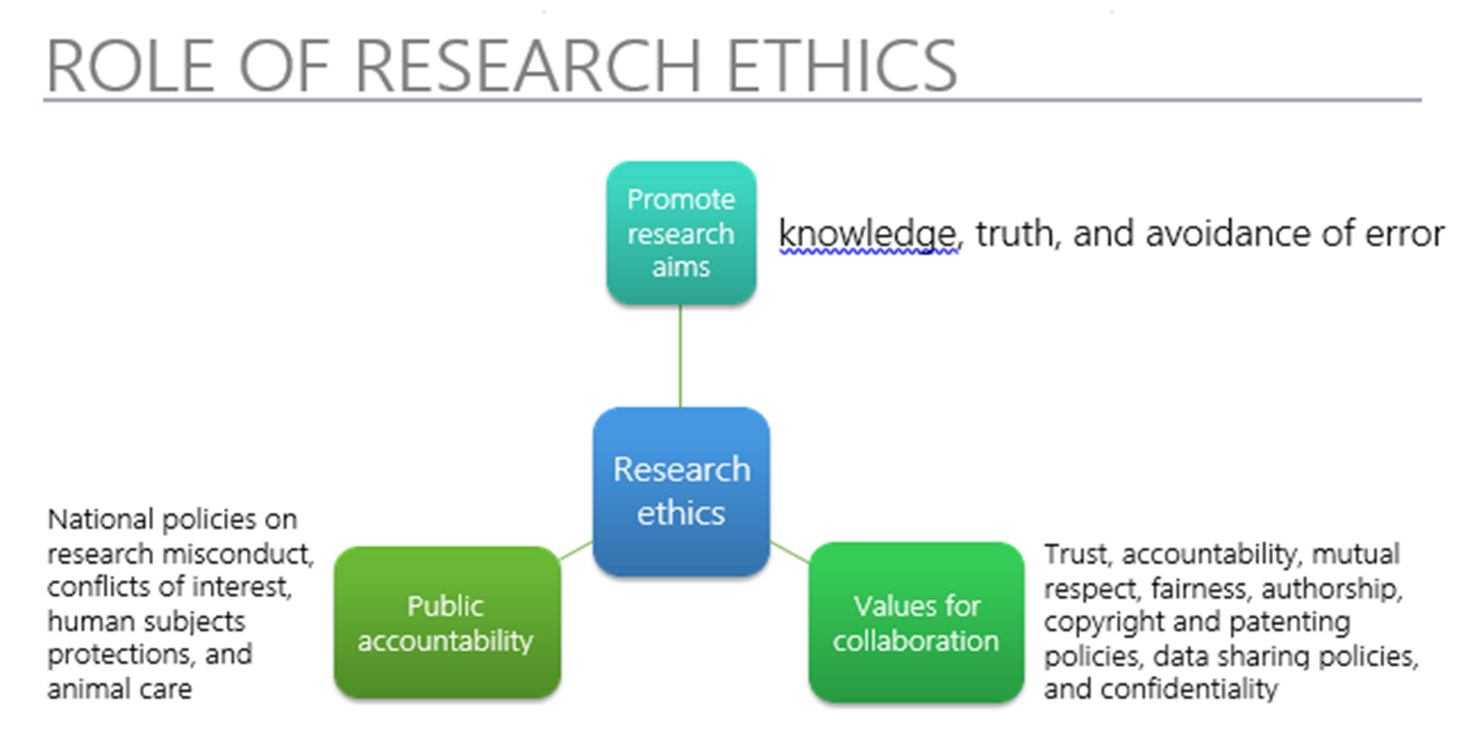 ROLE OF RESEARCH ETHICS
Promote
research
aims
knowledge, truth, and avoidance of error
Research
ethics
National policies on
research misconduct,
conflicts of interest,
human subjects
protections, and
animal care
Public
accountability
Values for
collaboration
Trust, accountability, mutual
respect, fairness, authorship,
copyright and patenting
policies, data sharing policies,
and confidentiality